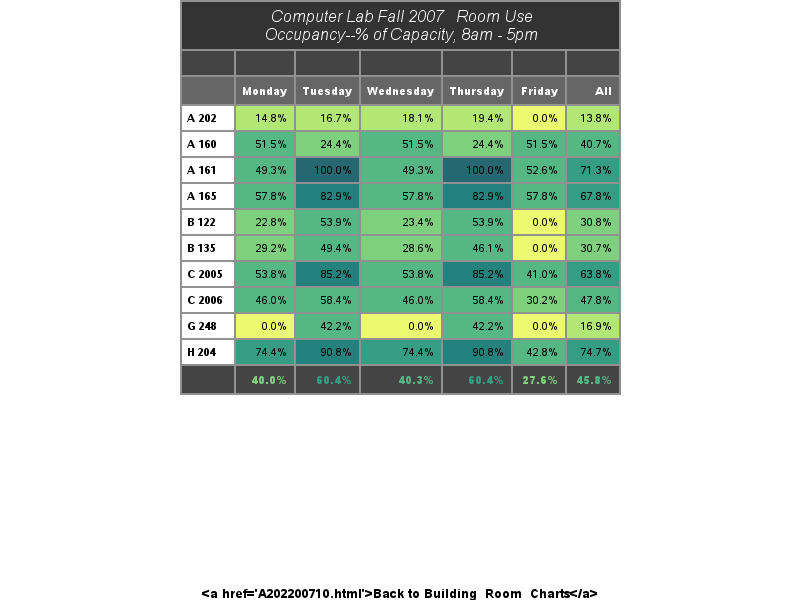 Computer Lab Fall 2007 Room Use
Occupancy--% of Capacity, 8am - 5pm
Monday Tuesday Wednesday Thursday Friday All
A 202 14.8% 16.7% 18.1% 19.4% 0.0% 13.8%
A 160 51.5% 24.4% 51.5% 24.4% 51.5% 40.7%
A 161 49.3% 100.0% 49.3% 100.0% 52.6% 71.3%
A 165 57.8% 82.9% 57.8% 82.9% 57.8% 67.8%
B 122 22.8% 53.9% 23.4% 53.9% 0.0% 30.8%
B 135 29.2% 49.4% 28.6% 46.1% 0.0% 30.7%
C 2005 53.8% 85.2% 53.8% 85.2% 41.0% 63.8%
C 2006 46.0% 58.4% 46.0% 58.4% 30.2% 47.8%
G 248 0.0% 42.2% 0.0% 42.2% 0.0% 16.9%
H 204 74.4% 90.8% 74.4% 90.8% 42.8% 74.7%
40.0% 60.4% 40.3% 60.4% 27.6% 45.8%
<a href='A202200710.html'>Back to Building_Room_Charts</a>